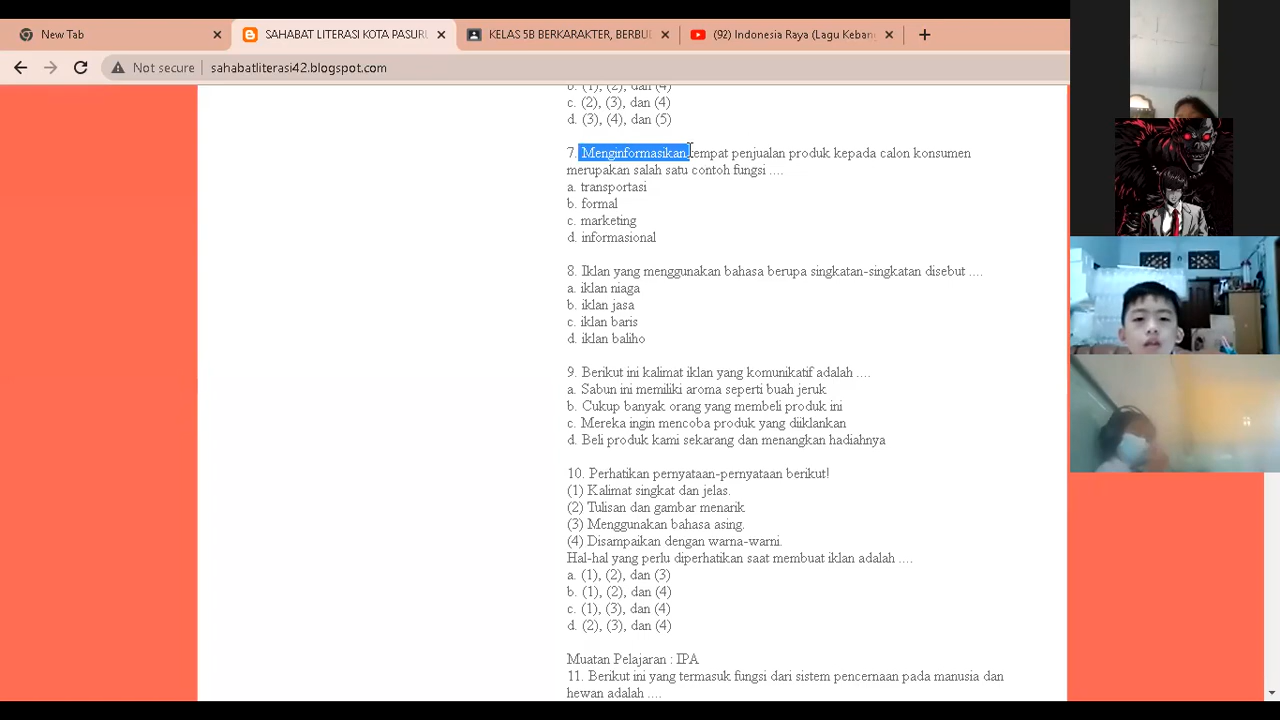 New Tab
SAHABAT LITERASI KOTA PASURU
KELAS 5B BERKARAKTER, BERBU
(92) Indonesia Raya (Lagu Kebang
Not secure
sahabatliterasi42.blogspot.com
b. (1), (2), dan (4)
c. (2), (3), dan (4)
d. (3), (4), dan (5)
7. Menginformasikan tempat penjualan produk kepada calon konsumen
merupakan salah satu contoh fungsi ....
a. transportasi
b. formal
c. marketing
d. informasional
8. Iklan yang menggunakan bahasa berupa singkatan-singkatan disebut ....
a. iklan niaga
b. iklan jasa
c. iklan baris
d. iklan baliho
9. Berikut ini kalimat iklan yang komunikatif adalah ....
a. Sabun ini memiliki aroma seperti buah jeruk
b. Cukup banyak orang yang membeli produk ini
c. Mereka ingin mencoba produk yang diiklankan
d. Beli produk kami sekarang dan menangkan hadiahnya
10. Perhatikan pernyataan-pernyataan berikut!
(1) Kalimat singkat dan jelas.
(2) Tulisan dan gambar menarik
(3) Menggunakan bahasa asing.
(4) Disampaikan dengan warna-warni.
Hal-hal yang perlu diperhatikan saat membuat iklan adalah ....
a. (1), (2), dan (3)
b. (1), (2), dan (4)
c. (1), (3), dan (4)
d. (2), (3), dan (4)
Muatan Pelajaran : IPA
11. Berikut ini yang termasuk fungsi dari sistem pencernaan pada manusia dan
hewan adalah ....